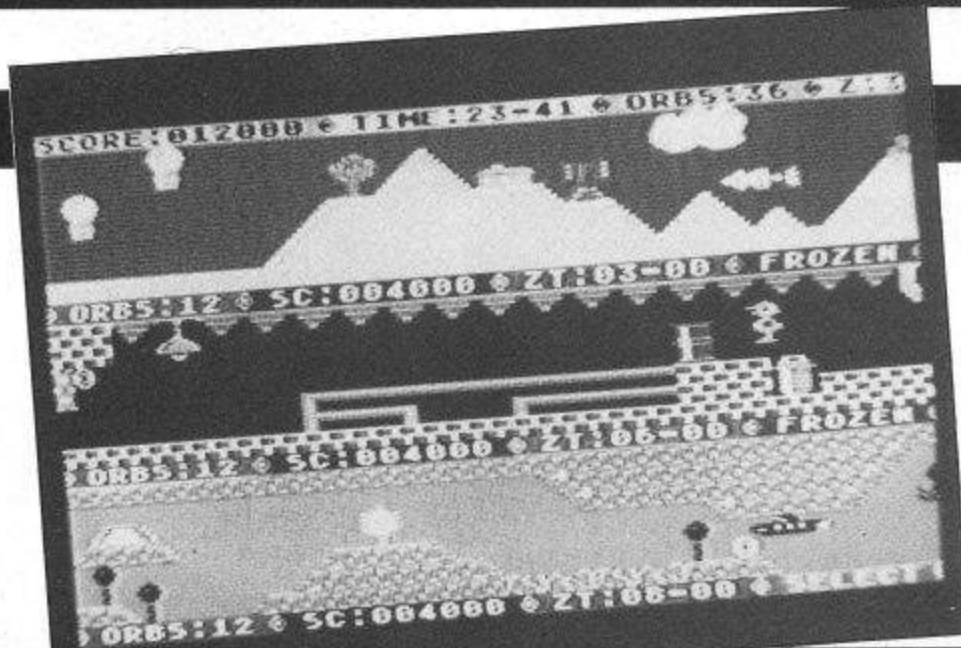 SCORE:012000 TIME:23-41 ORBS:36 Z:
ORBS:12 SC:004000 ZT:03-00 FROZEN
ORBS:12 SC:004000 ZT:06-00 FROZEN
ORBS:12 SC:004000 ZT:06-00 SELECT